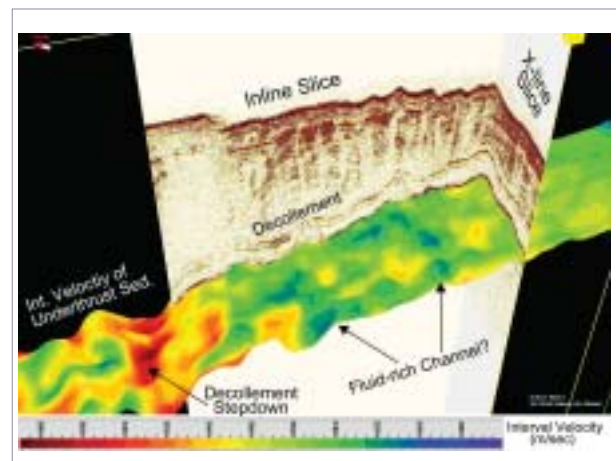 Inline Slice
X-line
Slice
Decollement
Int. Velocity of
Underthrust Sed.
Fluid-rich Channel?
Decollement
Stepdown
Interval Velocity
(m/sec)